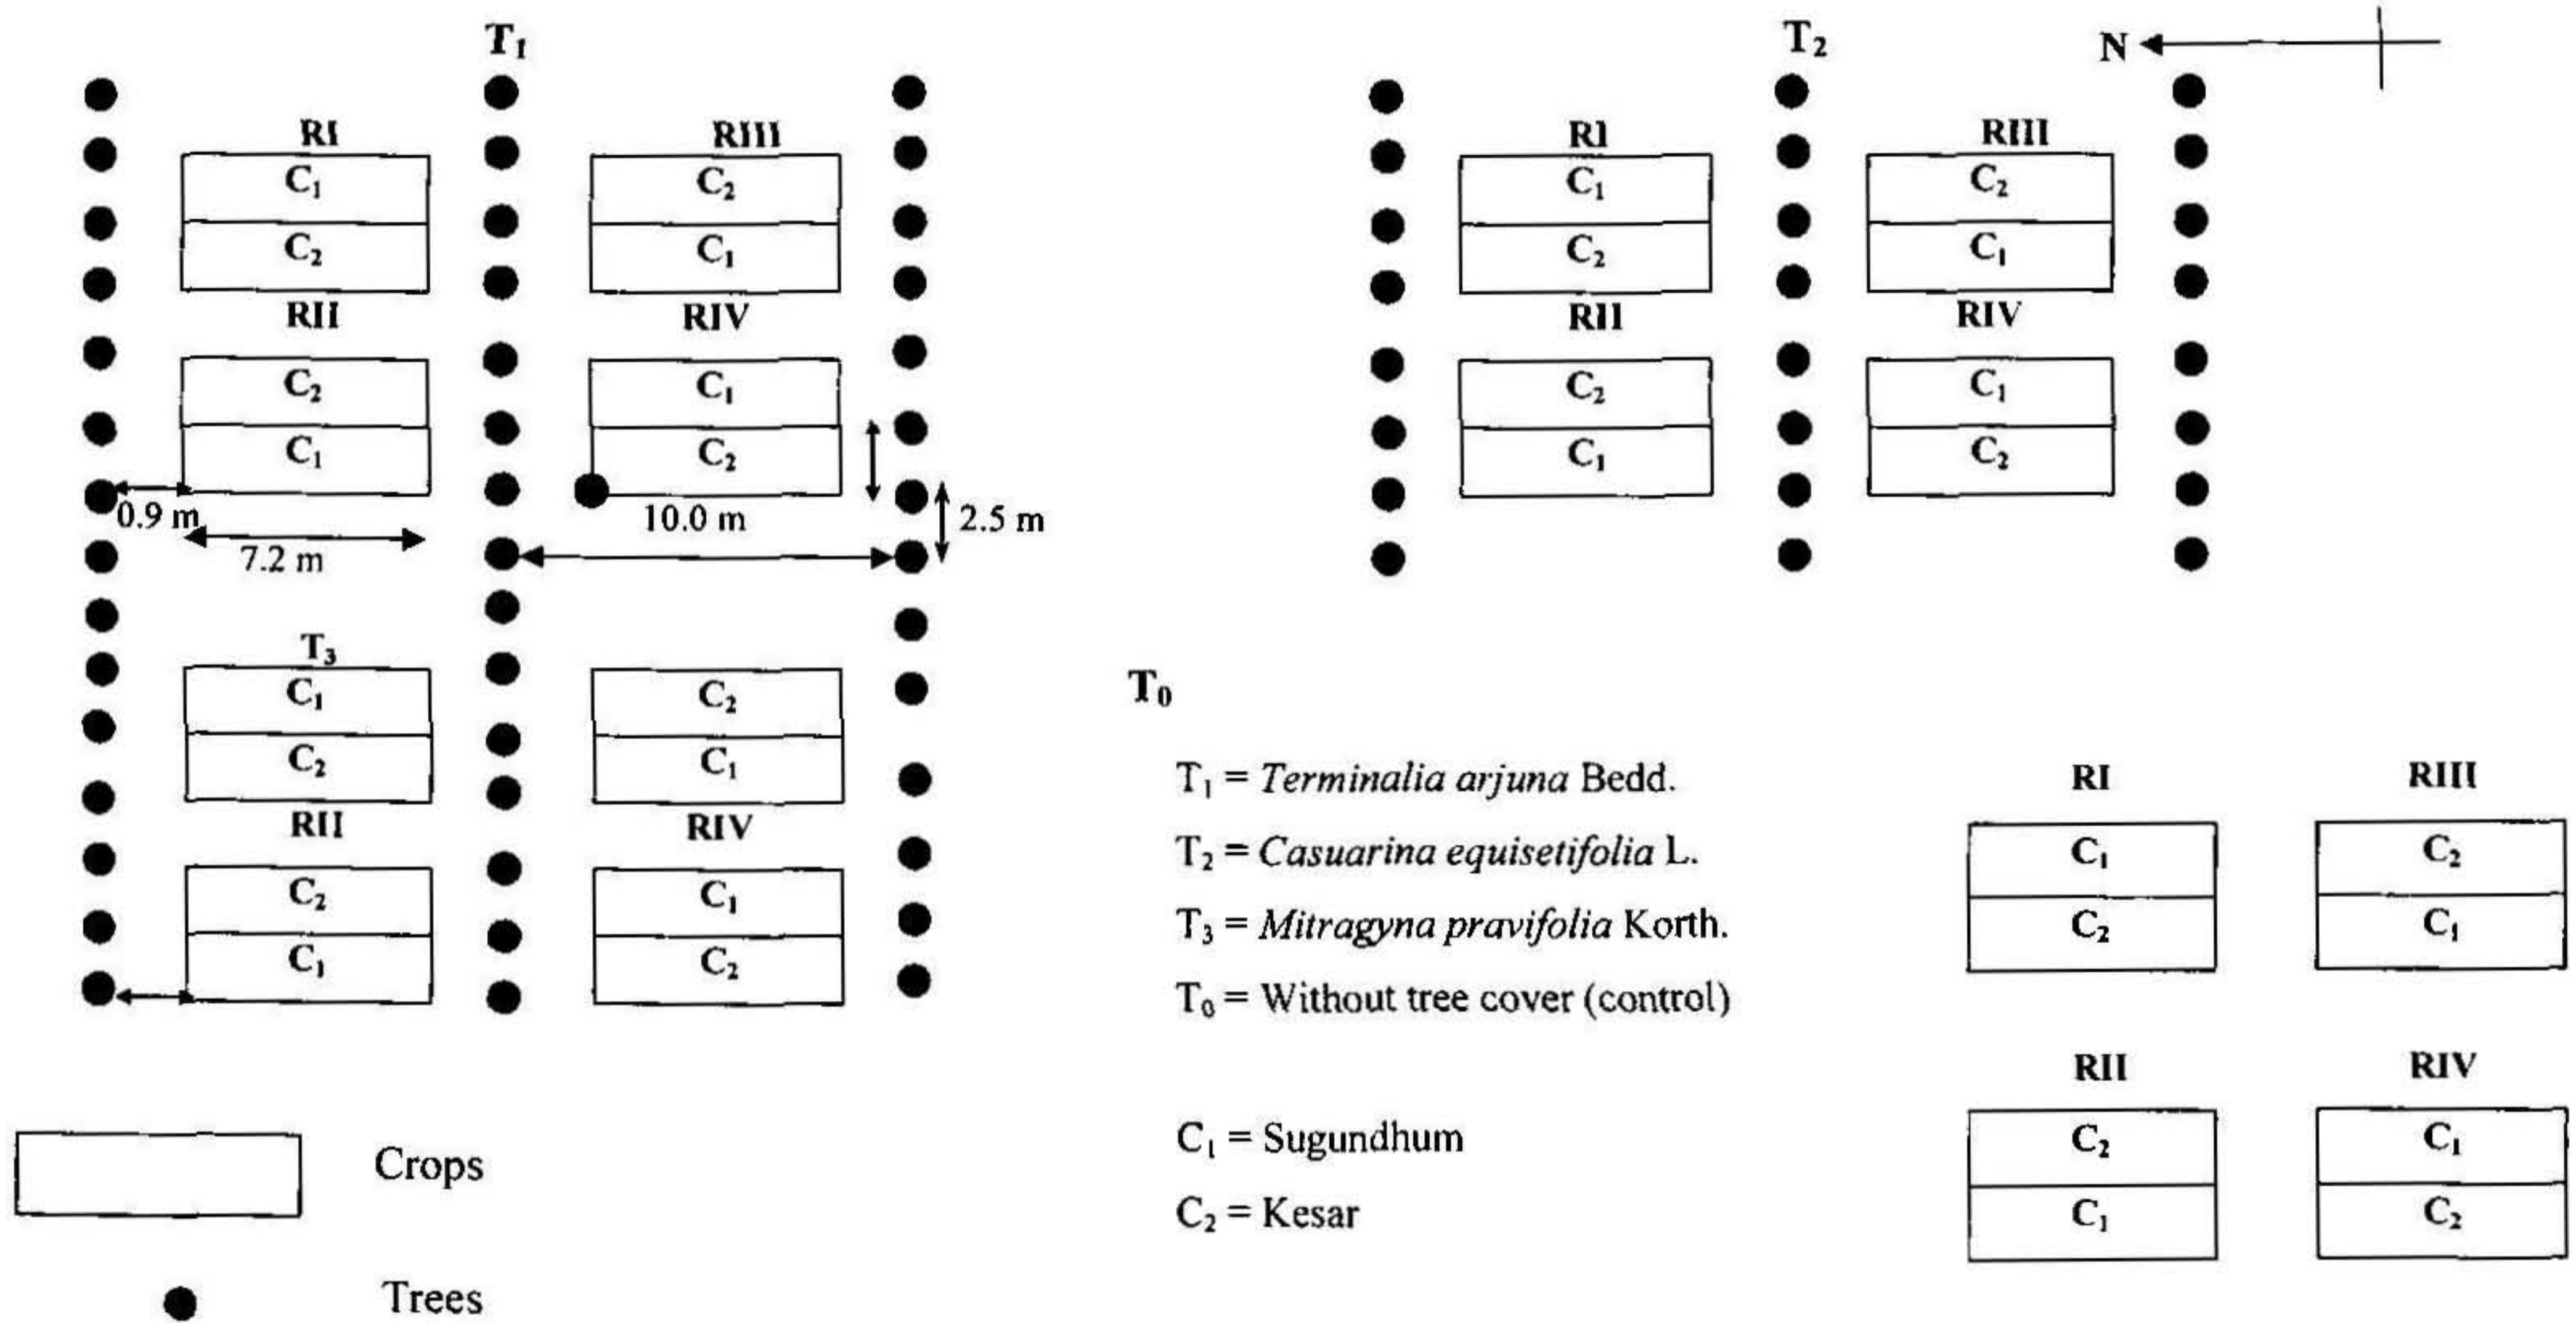 T₁
T₂
N
RI
RIII
C₁
C₂
C₂
C₁
RII
RIV
C₂
C₁
C₁
C₂
0.9 m
7.2 m
10.0 m
2.5 m
RI
RIII
C₁
C₂
C₂
C₁
RII
RIV
C₂
C₁
C₁
C₂
T₃
C₁
C₂
C₂
C₁
RII
RIV
C₂
C₁
C₁
C₂
T₀
T₁ = Terminalia arjuna Bedd.
T₂ = Casuarina equisetifolia L.
T₃ = Mitragyna pravifolia Korth.
T₀ = Without tree cover (control)
C₁ = Sugundhum
C₂ = Kesar
RI
RIII
C₁
C₂
C₂
C₁
RII
RIV
C₂
C₁
C₁
C₂
Crops
Trees